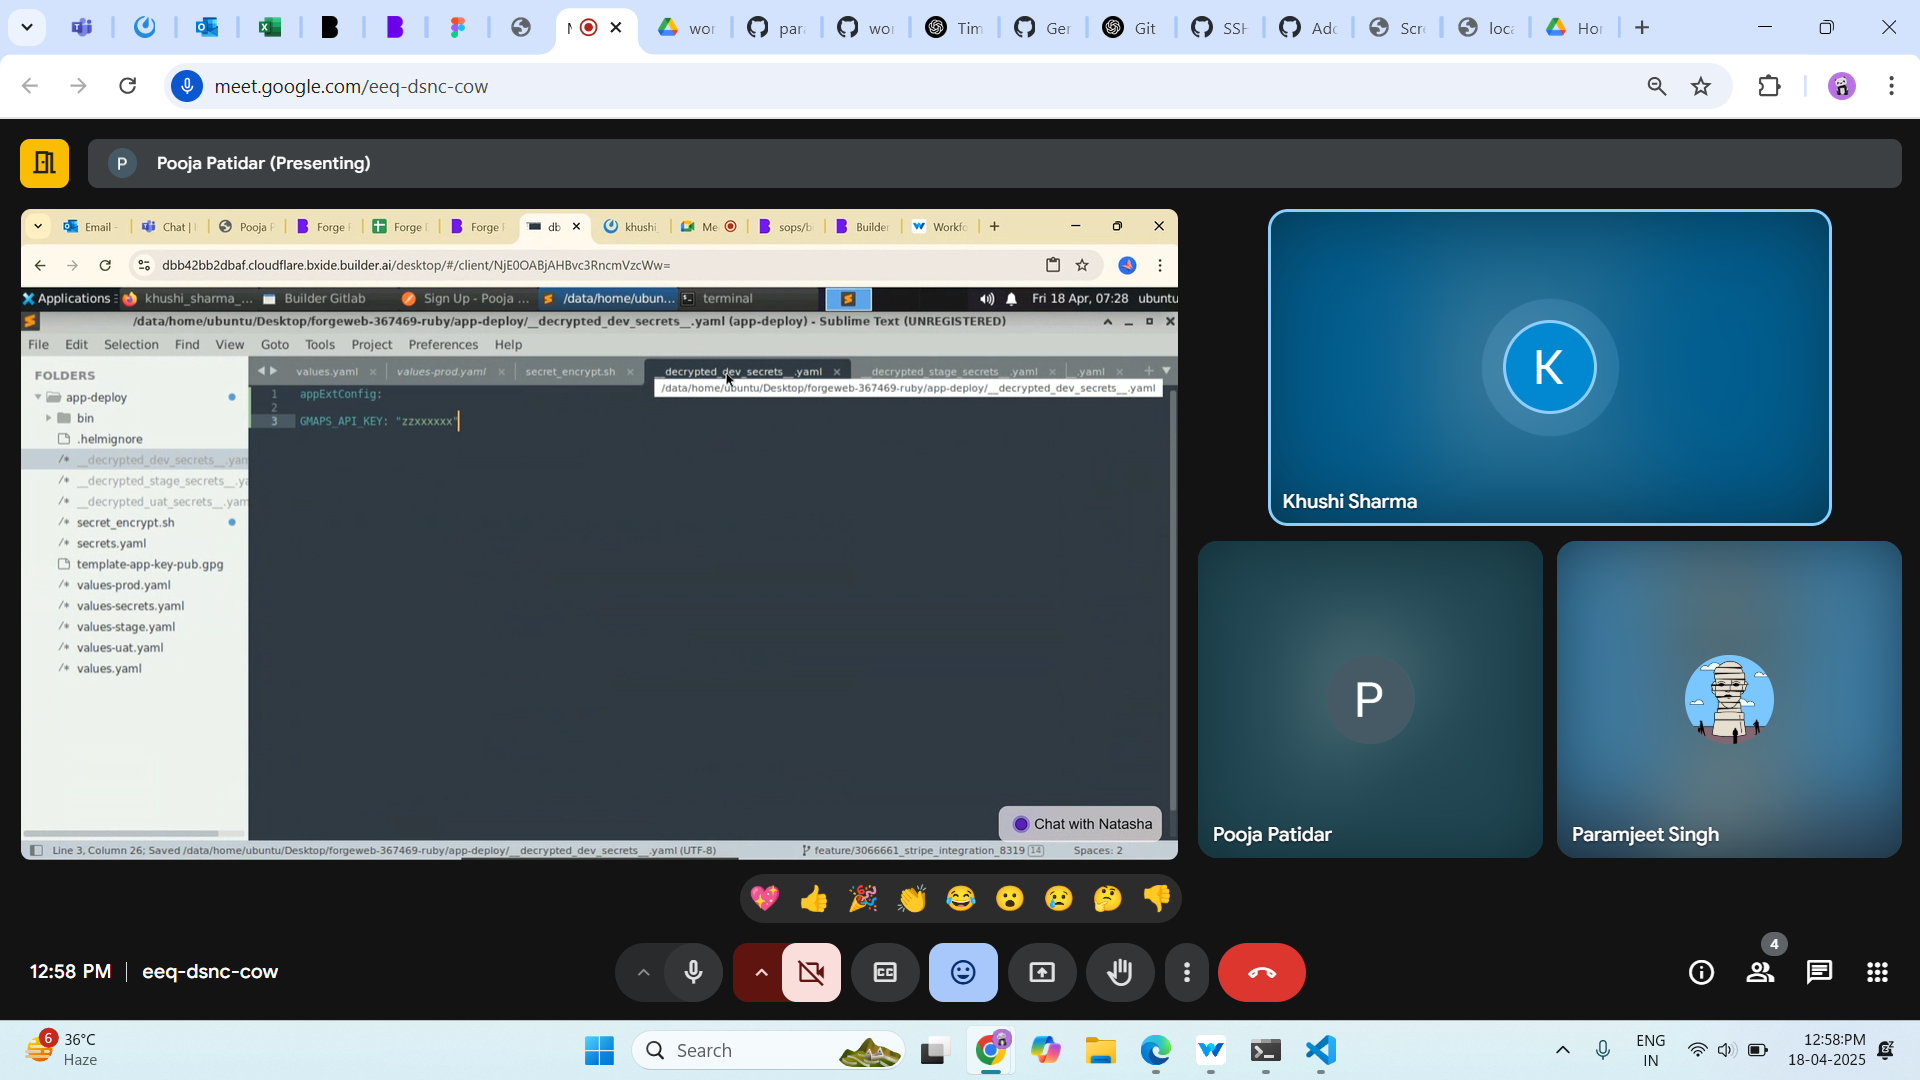 wor
par
wor
Tim
Ger
Git
SSH
Add
Scr
loca
Hor
meet.google.com/eeq-dsnc-cow
P
Pooja Patidar (Presenting)
Email
Chat |
Pooja P
Forge
Forge
Forge
db
khushi
Me
sops/b
Builder
Workfo
dbb42bb2dbaf.cloudflare.bxide.builder.ai/desktop/#/client/NjE0OABjAHBvc3RncmVzcWw=
Applications
khushi_sharma_...
Builder Gitlab
Sign Up - Pooja ...
/data/home/ubun...
terminal
Fri 18 Apr, 07:28 ubuntu
/data/home/ubuntu/Desktop/forgeweb-367469-ruby/app-deploy/__decrypted_dev_secrets__.yaml (app-deploy) - Sublime Text (UNREGISTERED)
File Edit Selection Find View Goto Tools Project Preferences Help
FOLDERS
app-deploy
bin
.helmignore
__decrypted_dev_secrets__.yam
__decrypted_stage_secrets__.ya
__decrypted_uat_secrets__.yam
secret_encrypt.sh
secrets.yaml
template-app-key-pub.gpg
values-prod.yaml
values-secrets.yaml
values-stage.yaml
values-uat.yaml
values.yaml
values.yaml
values-prod.yaml
secret_encrypt.sh
__decrypted_dev_secrets__.yaml
__decrypted_stage_secrets__.yaml
.yaml
/data/home/ubuntu/Desktop/forgeweb-367469-ruby/app-deploy/__decrypted_dev_secrets__.yaml
1 appExtConfig:
2
3 GMAPS_API_KEY: "zzxxxxxx"
Chat with Natasha
Line 3, Column 26; Saved /data/home/ubuntu/Desktop/forgeweb-367469-ruby/app-deploy/__decrypted_dev_secrets__.yaml (UTF-8)
feature/3066661_stripe_integration_8319 14
Spaces: 2
K
Khushi Sharma
P
Pooja Patidar
Paramjeet Singh
12:58 PM | eeq-dsnc-cow
CC
4
6
36°C
Haze
Search
ENG
IN
12:58:PM
18-04-2025